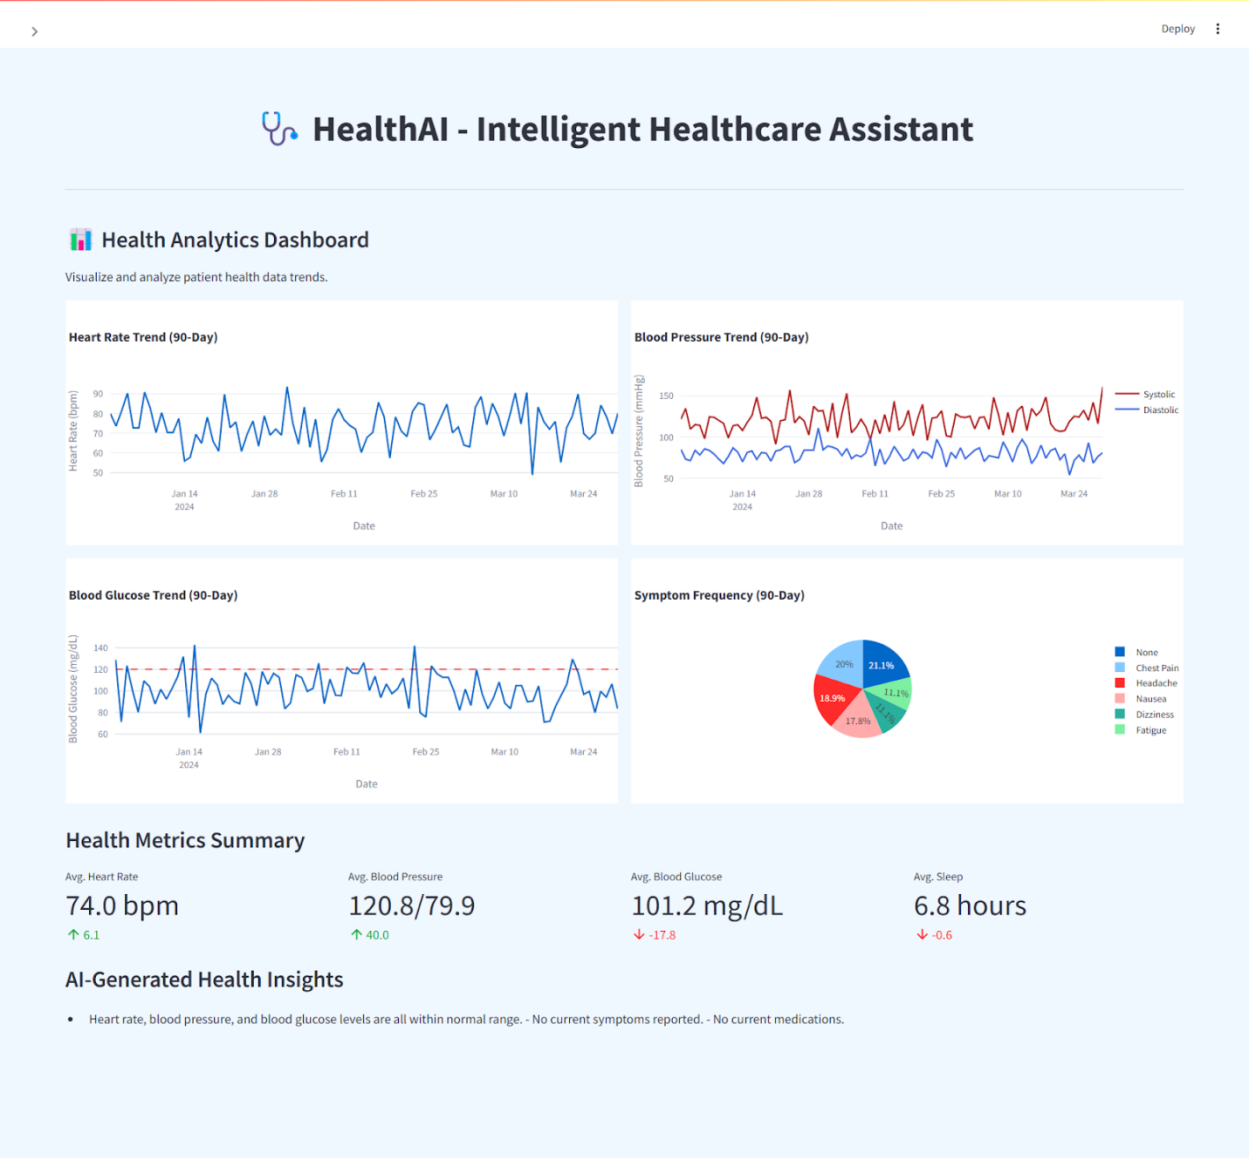 Deploy
HealthAI - Intelligent Healthcare Assistant
Health Analytics Dashboard
Visualize and analyze patient health data trends.
Heart Rate Trend (90-Day)
Heart Rate (bpm)
90
80
70
60
50
Jan 14
2024
Jan 28
Feb 11
Feb 25
Mar 10
Mar 24
Date
Blood Pressure Trend (90-Day)
Blood Pressure (mmHg)
150
100
50
Jan 14
2024
Jan 28
Feb 11
Feb 25
Mar 10
Mar 24
Date
Systolic
Diastolic
Blood Glucose Trend (90-Day)
Blood Glucose (mg/dL)
140
120
100
80
60
Jan 14
2024
Jan 28
Feb 11
Feb 25
Mar 10
Mar 24
Date
Symptom Frequency (90-Day)
20%
21.1%
18.9%
11.1%
11.1%
17.8%
None
Chest Pain
Headache
Nausea
Dizziness
Fatigue
Health Metrics Summary
Avg. Heart Rate
74.0 bpm
↑ 6.1
Avg. Blood Pressure
120.8/79.9
↑ 40.0
Avg. Blood Glucose
101.2 mg/dL
↓ -17.8
Avg. Sleep
6.8 hours
↓ -0.6
AI-Generated Health Insights
• Heart rate, blood pressure, and blood glucose levels are all within normal range. - No current symptoms reported. - No current medications.